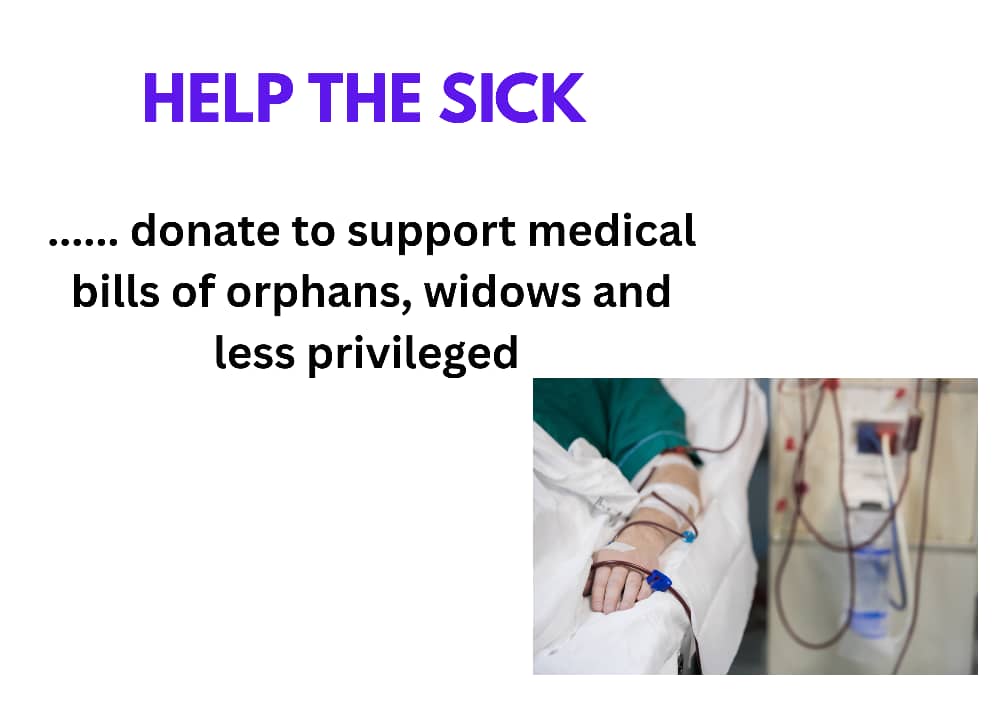 HELP THE SICK
...... donate to support medical
bills of orphans, widows and
less privileged